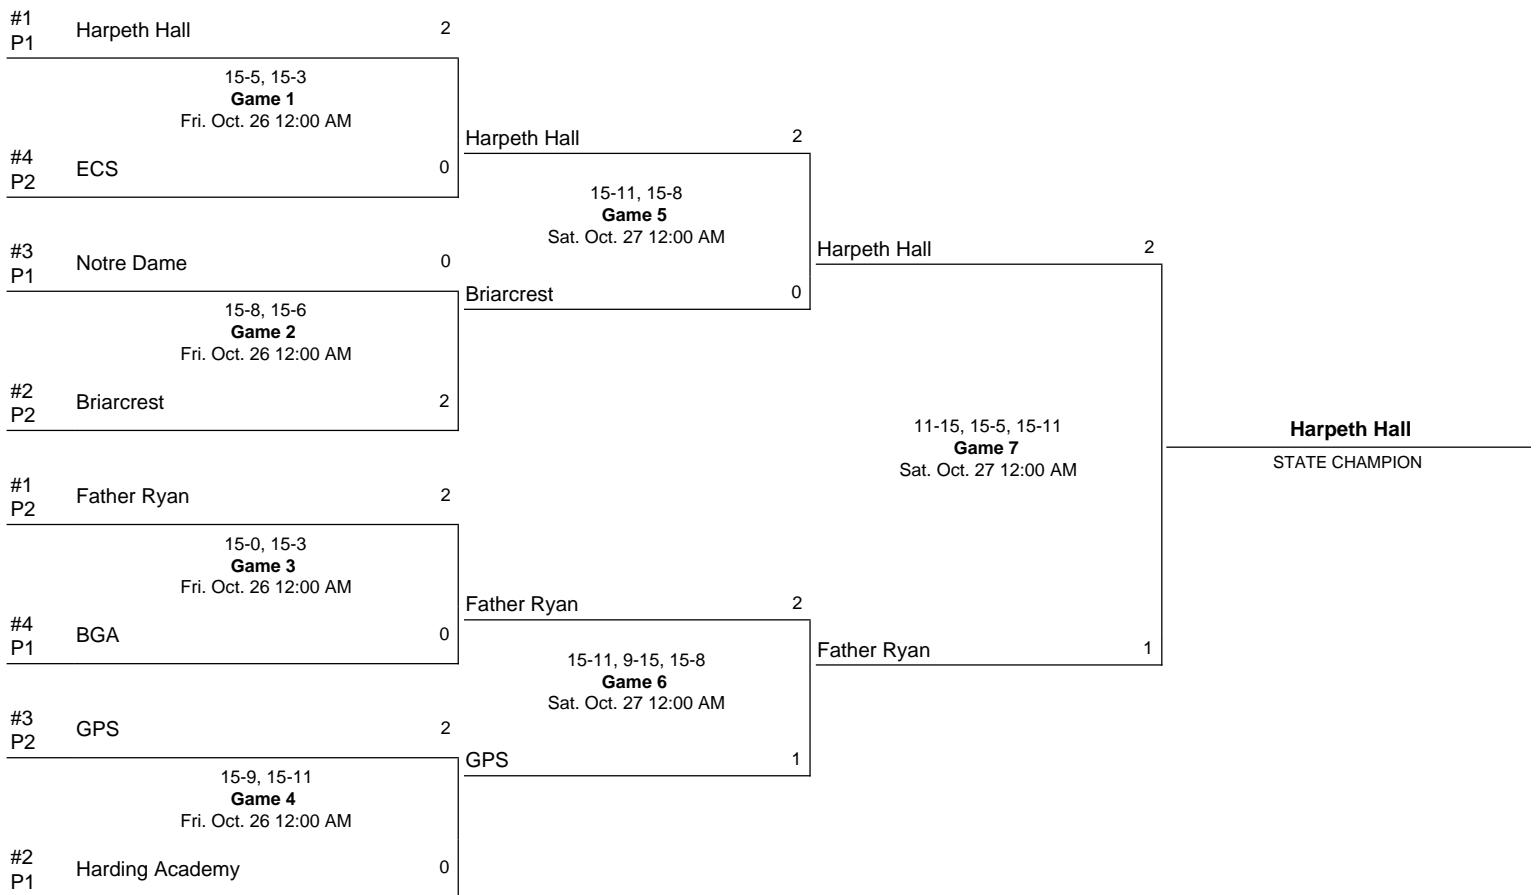 #1
P1
Harpeth Hall 2
15-5, 15-3
Game 1
Fri. Oct. 26 12:00 AM
#4
P2
ECS 0
#3
P1
Notre Dame 0
15-8, 15-6
Game 2
Fri. Oct. 26 12:00 AM
#2
P2
Briarcrest 2
#1
P2
Father Ryan 2
15-0, 15-3
Game 3
Fri. Oct. 26 12:00 AM
#4
P1
BGA 0
#3
P2
GPS 2
15-9, 15-11
Game 4
Fri. Oct. 26 12:00 AM
#2
P1
Harding Academy 0
Harpeth Hall 2
15-11, 15-8
Game 5
Sat. Oct. 27 12:00 AM
Briarcrest 0
Father Ryan 2
15-11, 9-15, 15-8
Game 6
Sat. Oct. 27 12:00 AM
GPS 1
Harpeth Hall 2
11-15, 15-5, 15-11
Game 7
Sat. Oct. 27 12:00 AM
Father Ryan 1
Harpeth Hall
STATE CHAMPION